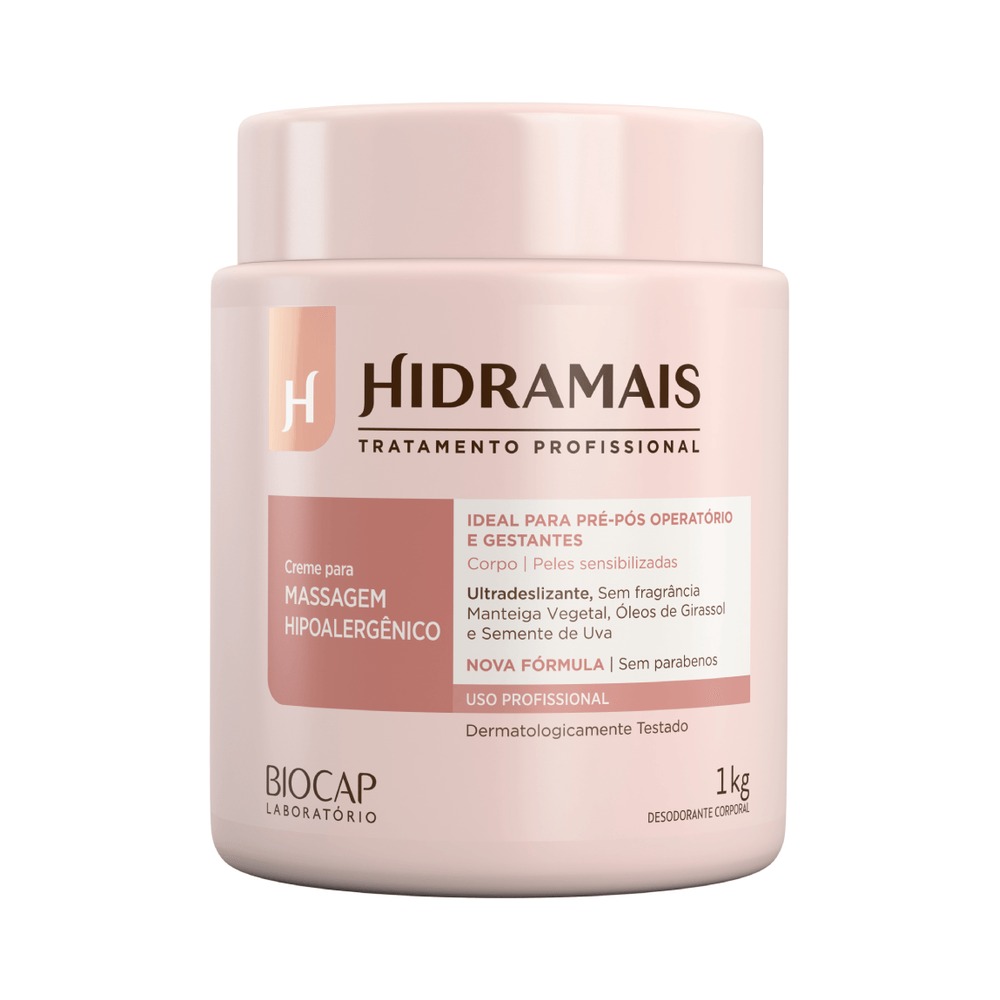 H
HIDRAMAIS
TRATAMENTO PROFISSIONAL
Creme para
MASSAGEM
HIPOALERGÊNICO
IDEAL PARA PRÉ-PÓS OPERATÓRIO
E GESTANTES
Corpo | Peles sensibilizadas
Ultradeslizante, Sem fragrância
Manteiga Vegetal, Óleos de Girassol
e Semente de Uva
NOVA FÓRMULA | Sem parabenos
USO PROFISSIONAL
Dermatologicamente Testado
BIOCAP
LABORATÓRIO
1kg
DESODORANTE CORPORAL